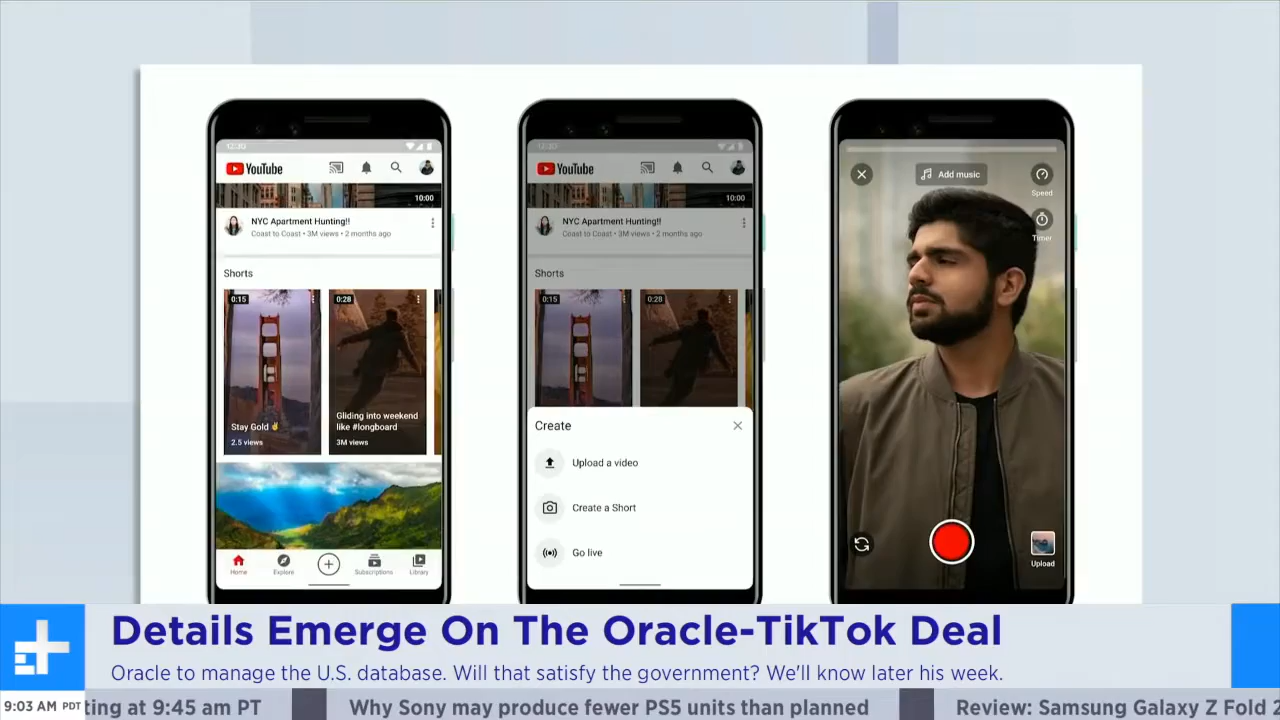 12:30
YouTube
10:00
NYC Apartment Hunting!!
Coast to Coast • 3M views • 2 months ago
Shorts
0:15
0:28
Stay Gold ✌️
2.5 views
Gliding into weekend
like #longboard
3M views
Home
Explore
Subscriptions
Library
12:30
YouTube
10:00
NYC Apartment Hunting!!
Coast to Coast • 3M views • 2 months ago
Shorts
0:15
0:28
Create
Upload a video
Create a Short
Go live
Add music
Speed
Timer
Upload
Details Emerge On The Oracle-TikTok Deal
Oracle to manage the U.S. database. Will that satisfy the government? We'll know later his week.
9:03 AM PDT
ting at 9:45 am PT
Why Sony may produce fewer PS5 units than planned
Review: Samsung Galaxy Z Fold 2